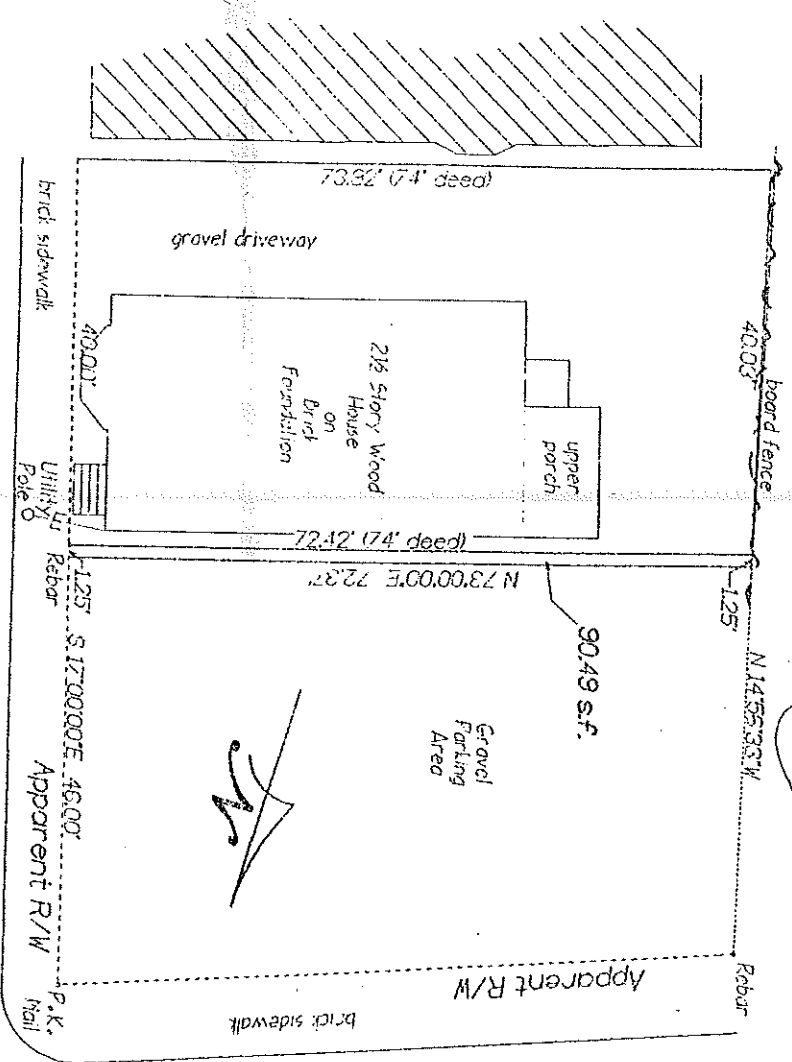 73.82' (74' deed)
gravel driveway
brick sidewalk
40.00'
40.03'
board fence
2½ Story Wood
House
on
Brick
Foundation
upper
porch
Utility
Pole
Rebar
72.42' (74' deed)
N 73°00'00"E 72.37'
1.25'
1.25'
90.49 s.f.
N 14°55'33"W
S 17°00'00"E 46.00'
Gravel
Parking
Area
N
Apparent R/W
Apparent R/W
Rebar
P.K.
Nail
brick sidewalk